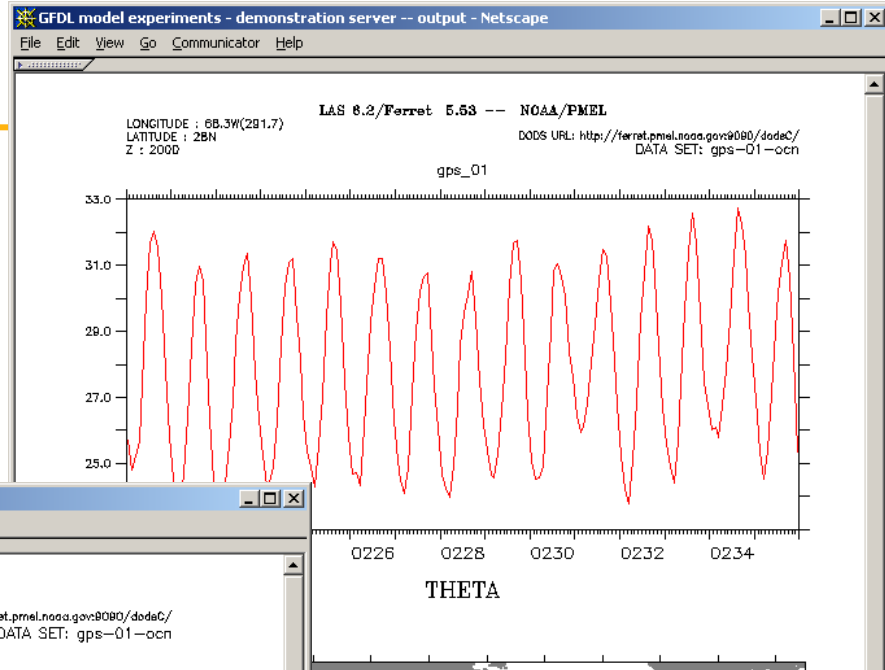 GFDL model experiments - demonstration server -- output - Netscape
File Edit View Go Communicator Help
LAS 6.2/Ferret 5.53 -- NOAA/PMEL
LONGITUDE : 68.3W(291.7)
LATITUDE : 28N
Z : 2000
DODS URL: http://ferret.pmel.noaa.gov:9090/dodsC/
DATA SET: gps-01-ocn
gps_01
33.0
31.0
29.0
27.0
25.0
0226 0228 0230 0232 0234
THETA
et.pmel.noaa.gov:9090/dodsC/
DATA SET: gps-01-ocn